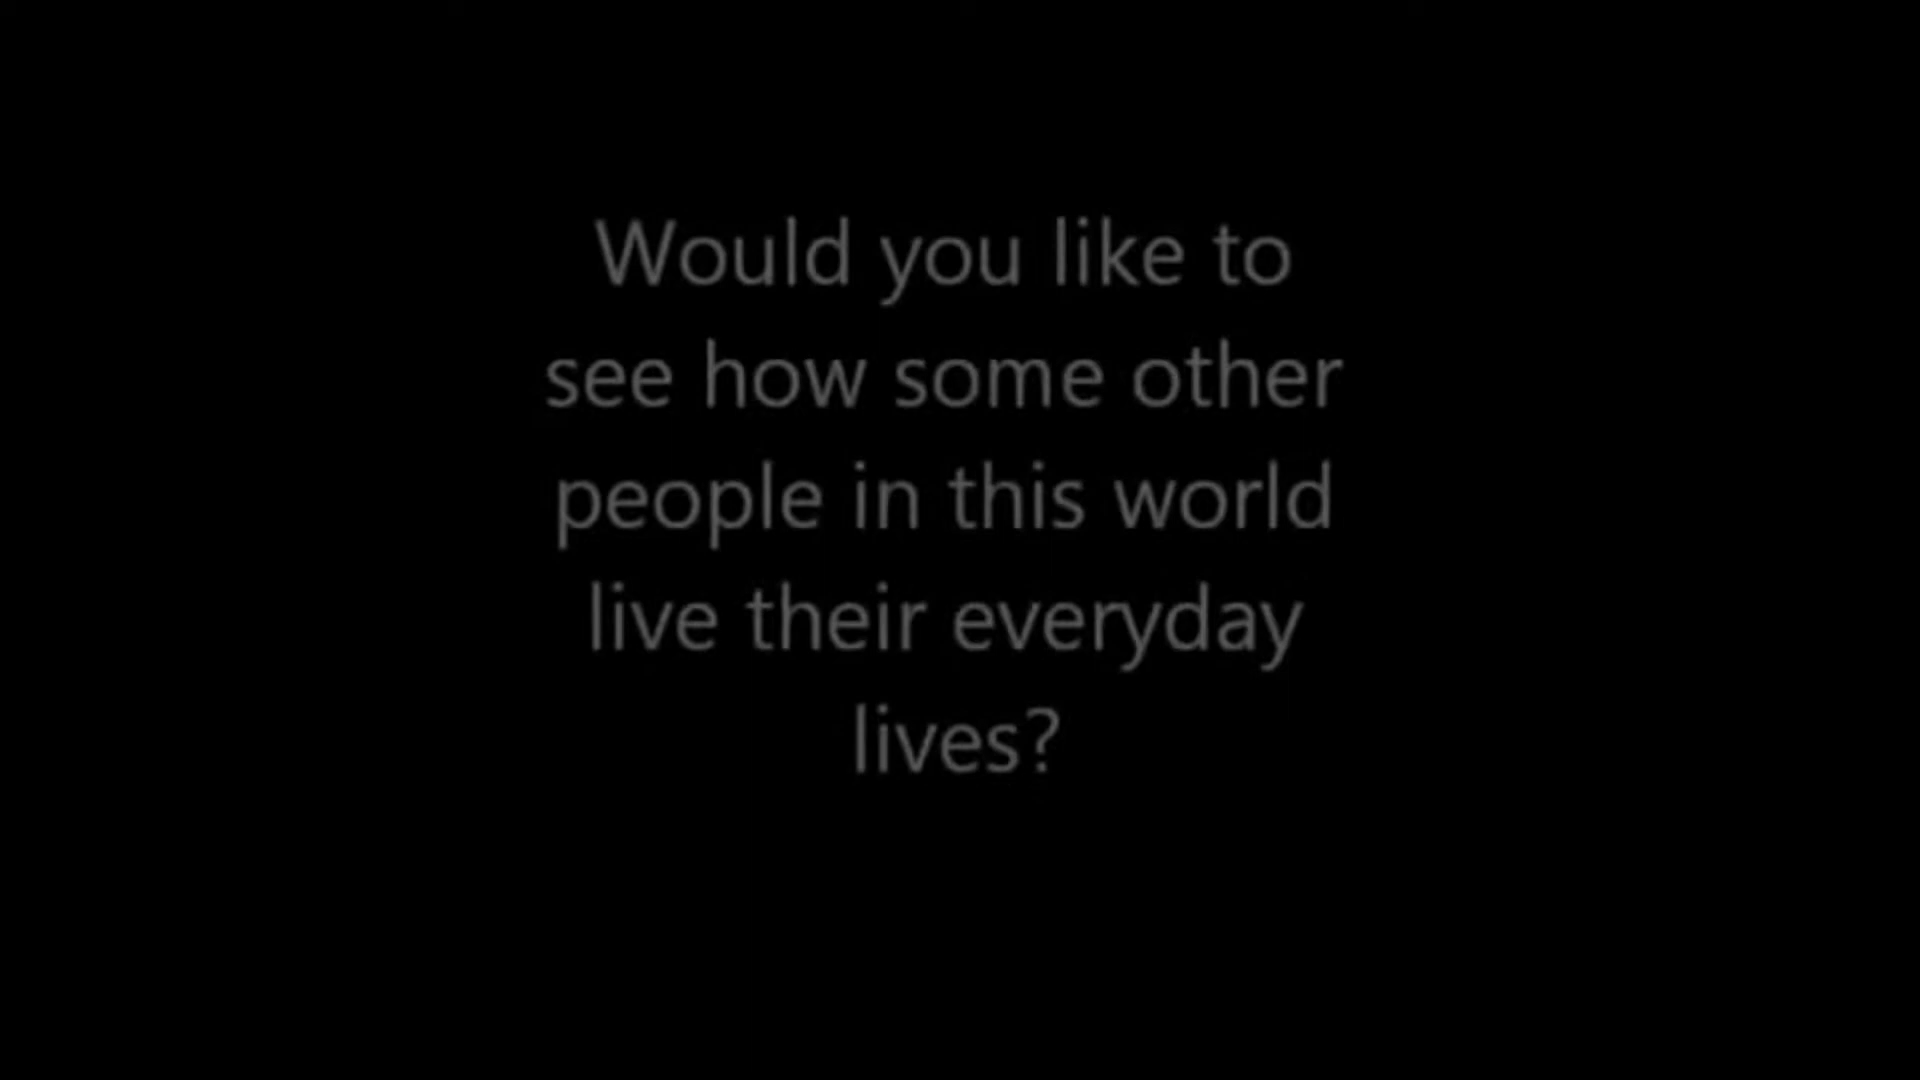 Would you like to
see how some other
people in this world
live their everyday
lives?